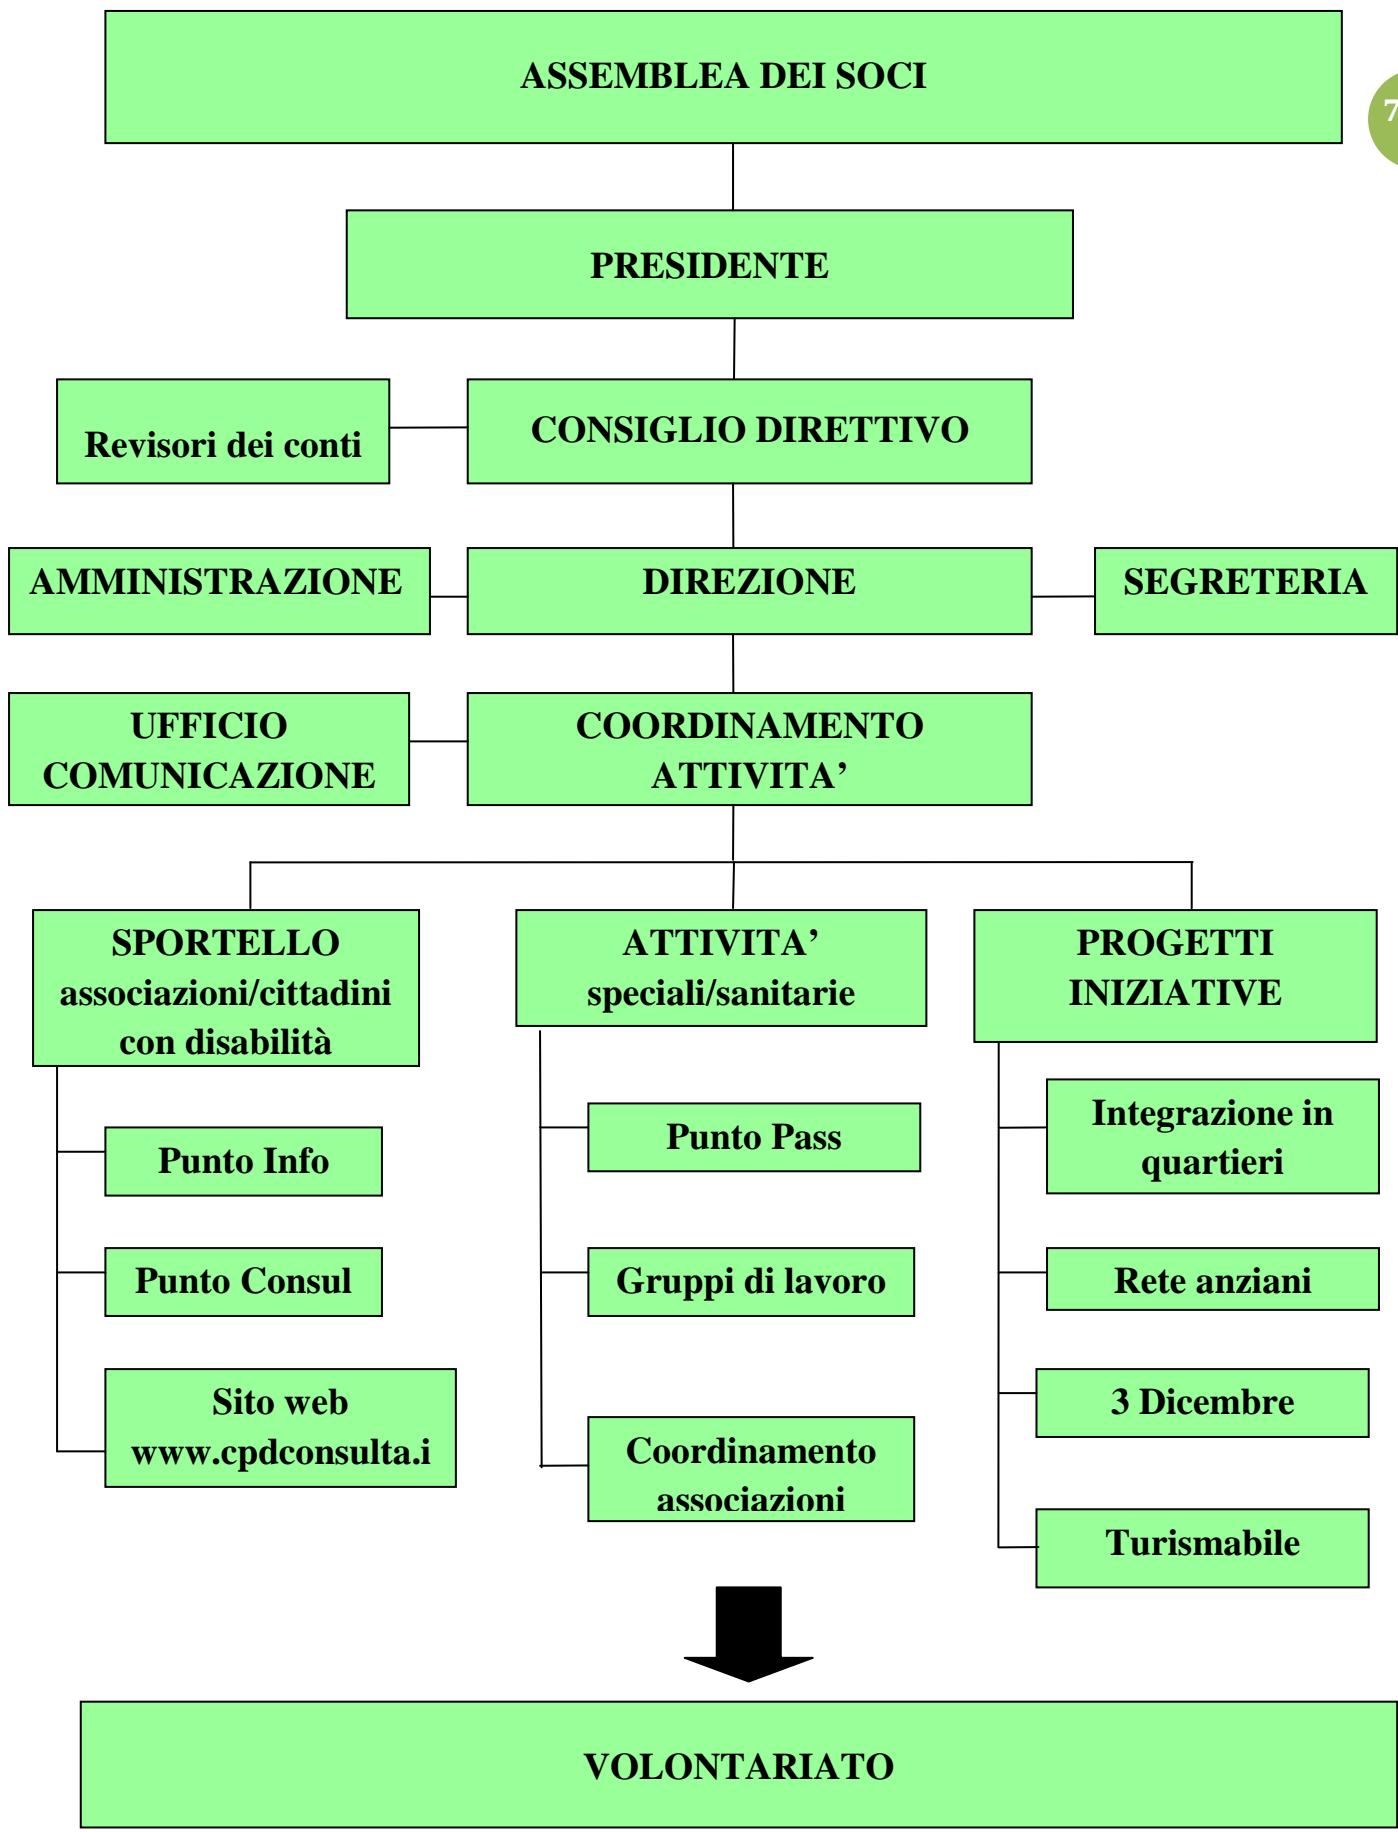 ASSEMBLEA DEI SOCI
7
PRESIDENTE
Revisori dei conti
CONSIGLIO DIRETTIVO
AMMINISTRAZIONE
DIREZIONE
SEGRETERIA
UFFICIO
COMUNICAZIONE
COORDINAMENTO
ATTIVITA’
SPORTELLO
associazioni/cittadini
con disabilità
Punto Info
Punto Consul
Sito web
www.cpdconsulta.i
ATTIVITA’
speciali/sanitarie
Punto Pass
Gruppi di lavoro
Coordinamento
associazioni
PROGETTI
INIZIATIVE
Integrazione in
quartieri
Rete anziani
3 Dicembre
Turismabile
VOLONTARIATO